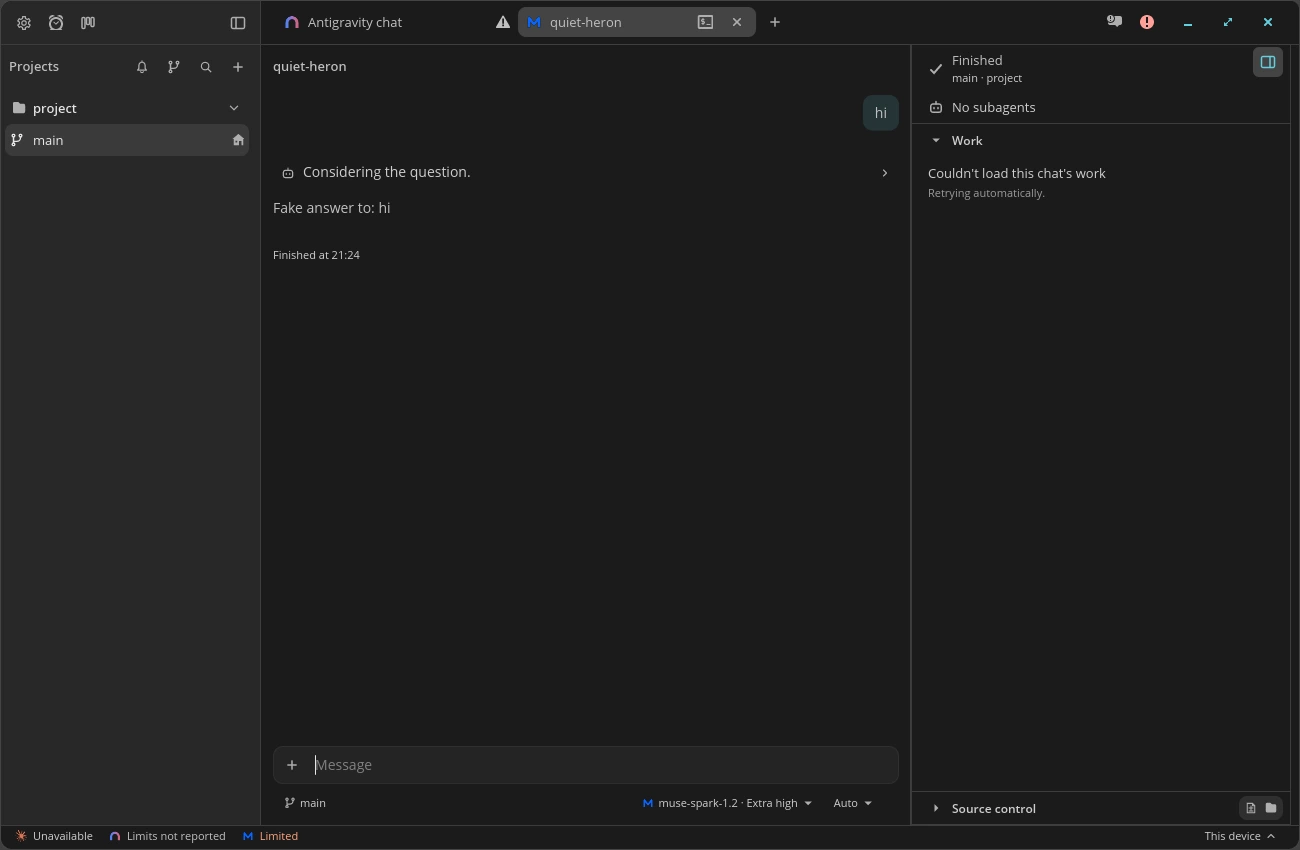 Antigravity chat
quiet-heron
Projects
project
main
quiet-heron
hi
Considering the question.
Fake answer to: hi
Finished at 21:24
Message
main
muse-spark-1.2 · Extra high
Auto
Finished
main · project
No subagents
Work
Couldn't load this chat's work
Retrying automatically.
Source control
Unavailable
Limits not reported
Limited
This device